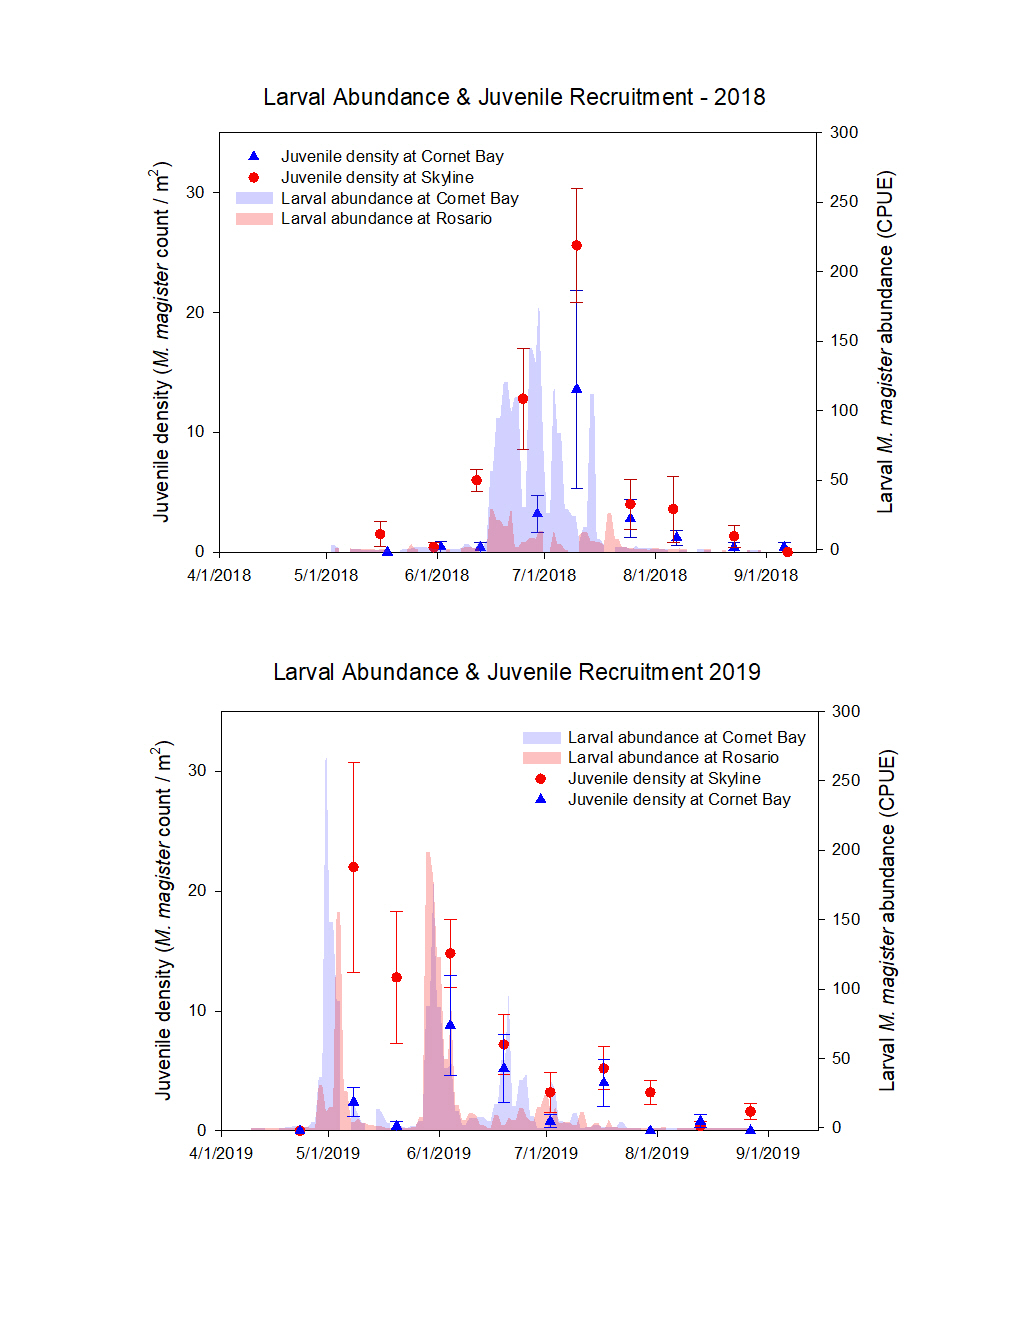 Larval Abundance & Juvenile Recruitment - 2018
Juvenile density at Cornet Bay
Juvenile density at Skyline
Larval abundance at Cornet Bay
Larval abundance at Rosario
Juvenile density (M. magister count / m²)
30
20
10
0
300
250
200
150
100
50
0
Larval M. magister abundance (CPUE)
4/1/2018 5/1/2018 6/1/2018 7/1/2018 8/1/2018 9/1/2018
Larval Abundance & Juvenile Recruitment 2019
Larval abundance at Cornet Bay
Larval abundance at Rosario
Juvenile density at Skyline
Juvenile density at Cornet Bay
Juvenile density (M. magister count / m²)
30
20
10
0
300
250
200
150
100
50
0
Larval M. magister abundance (CPUE)
4/1/2019 5/1/2019 6/1/2019 7/1/2019 8/1/2019 9/1/2019